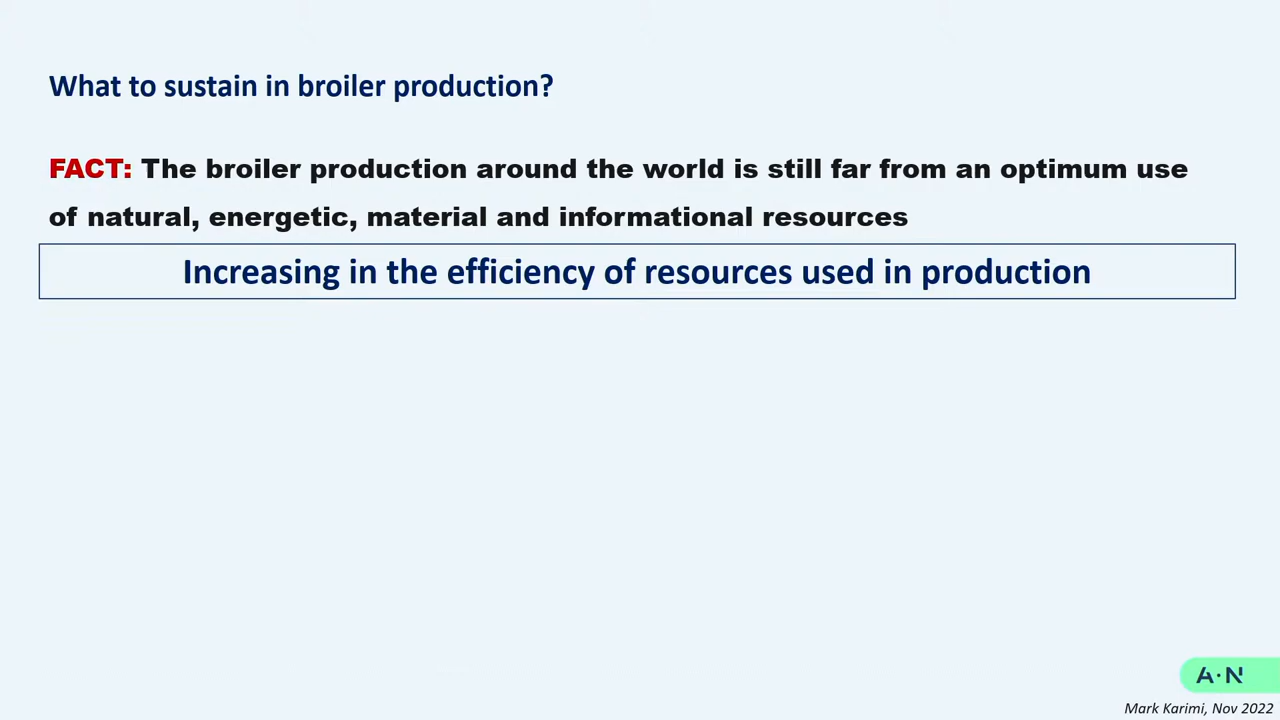 What to sustain in broiler production?
FACT: The broiler production around the world is still far from an optimum use
of natural, energetic, material and informational resources
Increasing in the efficiency of resources used in production
A·N
Mark Karimi, Nov 2022